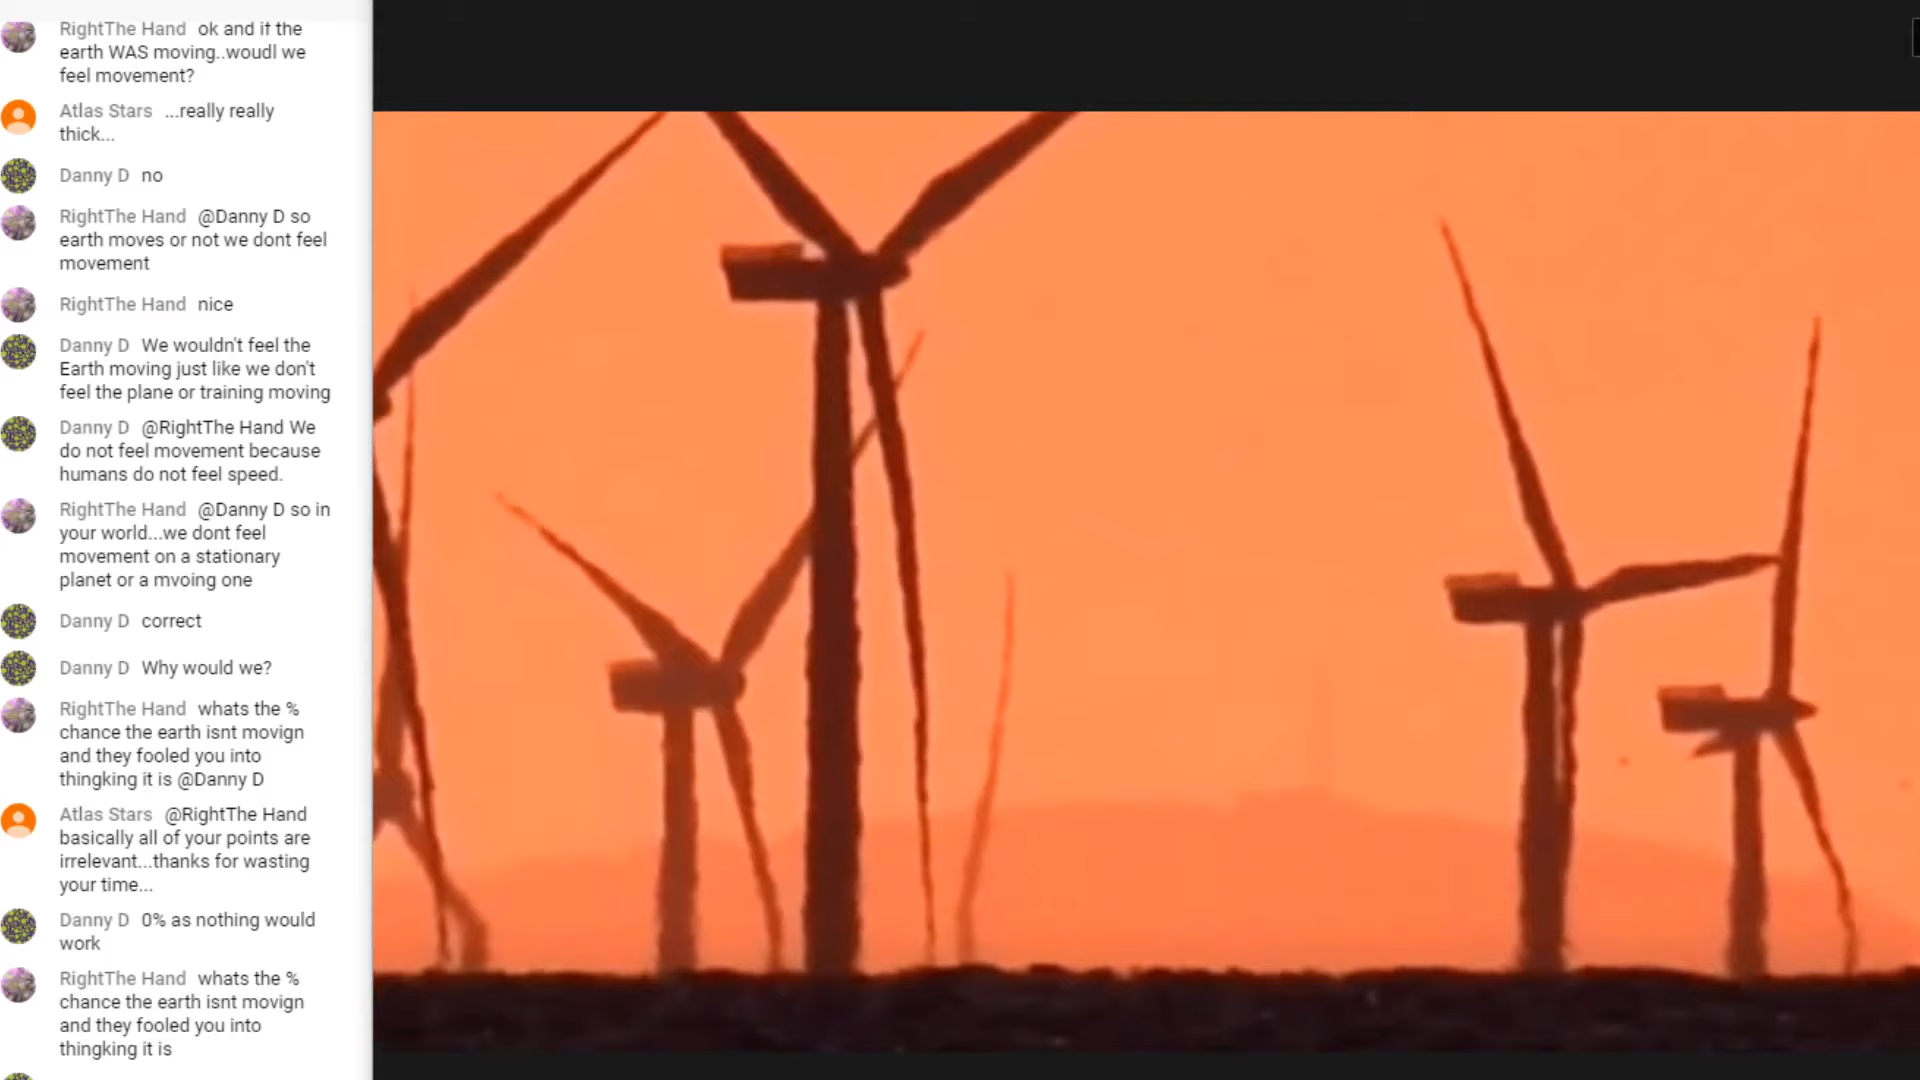 RightThe Hand ok and if the
earth WAS moving..woudl we
feel movement?
Atlas Stars ...really really
thick...
Danny D no
RightThe Hand @Danny D so
earth moves or not we dont feel
movement
RightThe Hand nice
Danny D We wouldn't feel the
Earth moving just like we don't
feel the plane or training moving
Danny D @RightThe Hand We
do not feel movement because
humans do not feel speed.
RightThe Hand @Danny D so in
your world...we dont feel
movement on a stationary
planet or a mvoing one
Danny D correct
Danny D Why would we?
RightThe Hand whats the %
chance the earth isnt movign
and they fooled you into
thingking it is @Danny D
Atlas Stars @RightThe Hand
basically all of your points are
irrelevant...thanks for wasting
your time...
Danny D 0% as nothing would
work
RightThe Hand whats the %
chance the earth isnt movign
and they fooled you into
thingking it is